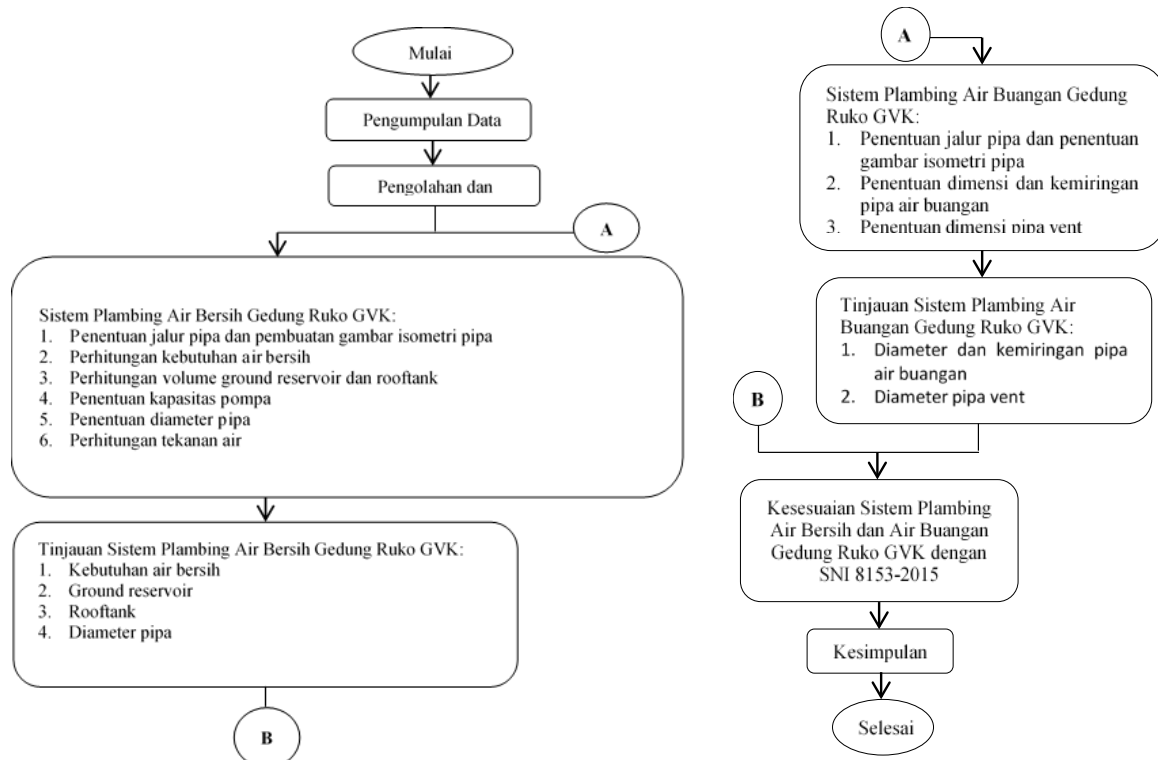 Mulai
Pengumpulan Data
Pengolahan dan
A
Sistem Plambing Air Bersih Gedung Ruko GVK:
1. Penentuan jalur pipa dan pembuatan gambar isometri pipa
2. Perhitungan kebutuhan air bersih
3. Perhitungan volume ground reservoir dan rooftank
4. Penentuan kapasitas pompa
5. Penentuan diameter pipa
6. Perhitungan tekanan air
Tinjauan Sistem Plambing Air Bersih Gedung Ruko GVK:
1. Kebutuhan air bersih
2. Ground reservoir
3. Rooftank
4. Diameter pipa
B
A
Sistem Plambing Air Buangan Gedung
Ruko GVK:
1. Penentuan jalur pipa dan penentuan
gambar isometri pipa
2. Penentuan dimensi dan kemiringan
pipa air buangan
3. Penentuan dimensi pipa vent
Tinjauan Sistem Plambing Air
Buangan Gedung Ruko GVK:
1. Diameter dan kemiringan pipa
air buangan
2. Diameter pipa vent
B
Kesesuaian Sistem Plambing
Air Bersih dan Air Buangan
Gedung Ruko GVK dengan
SNI 8153-2015
Kesimpulan
Selesai